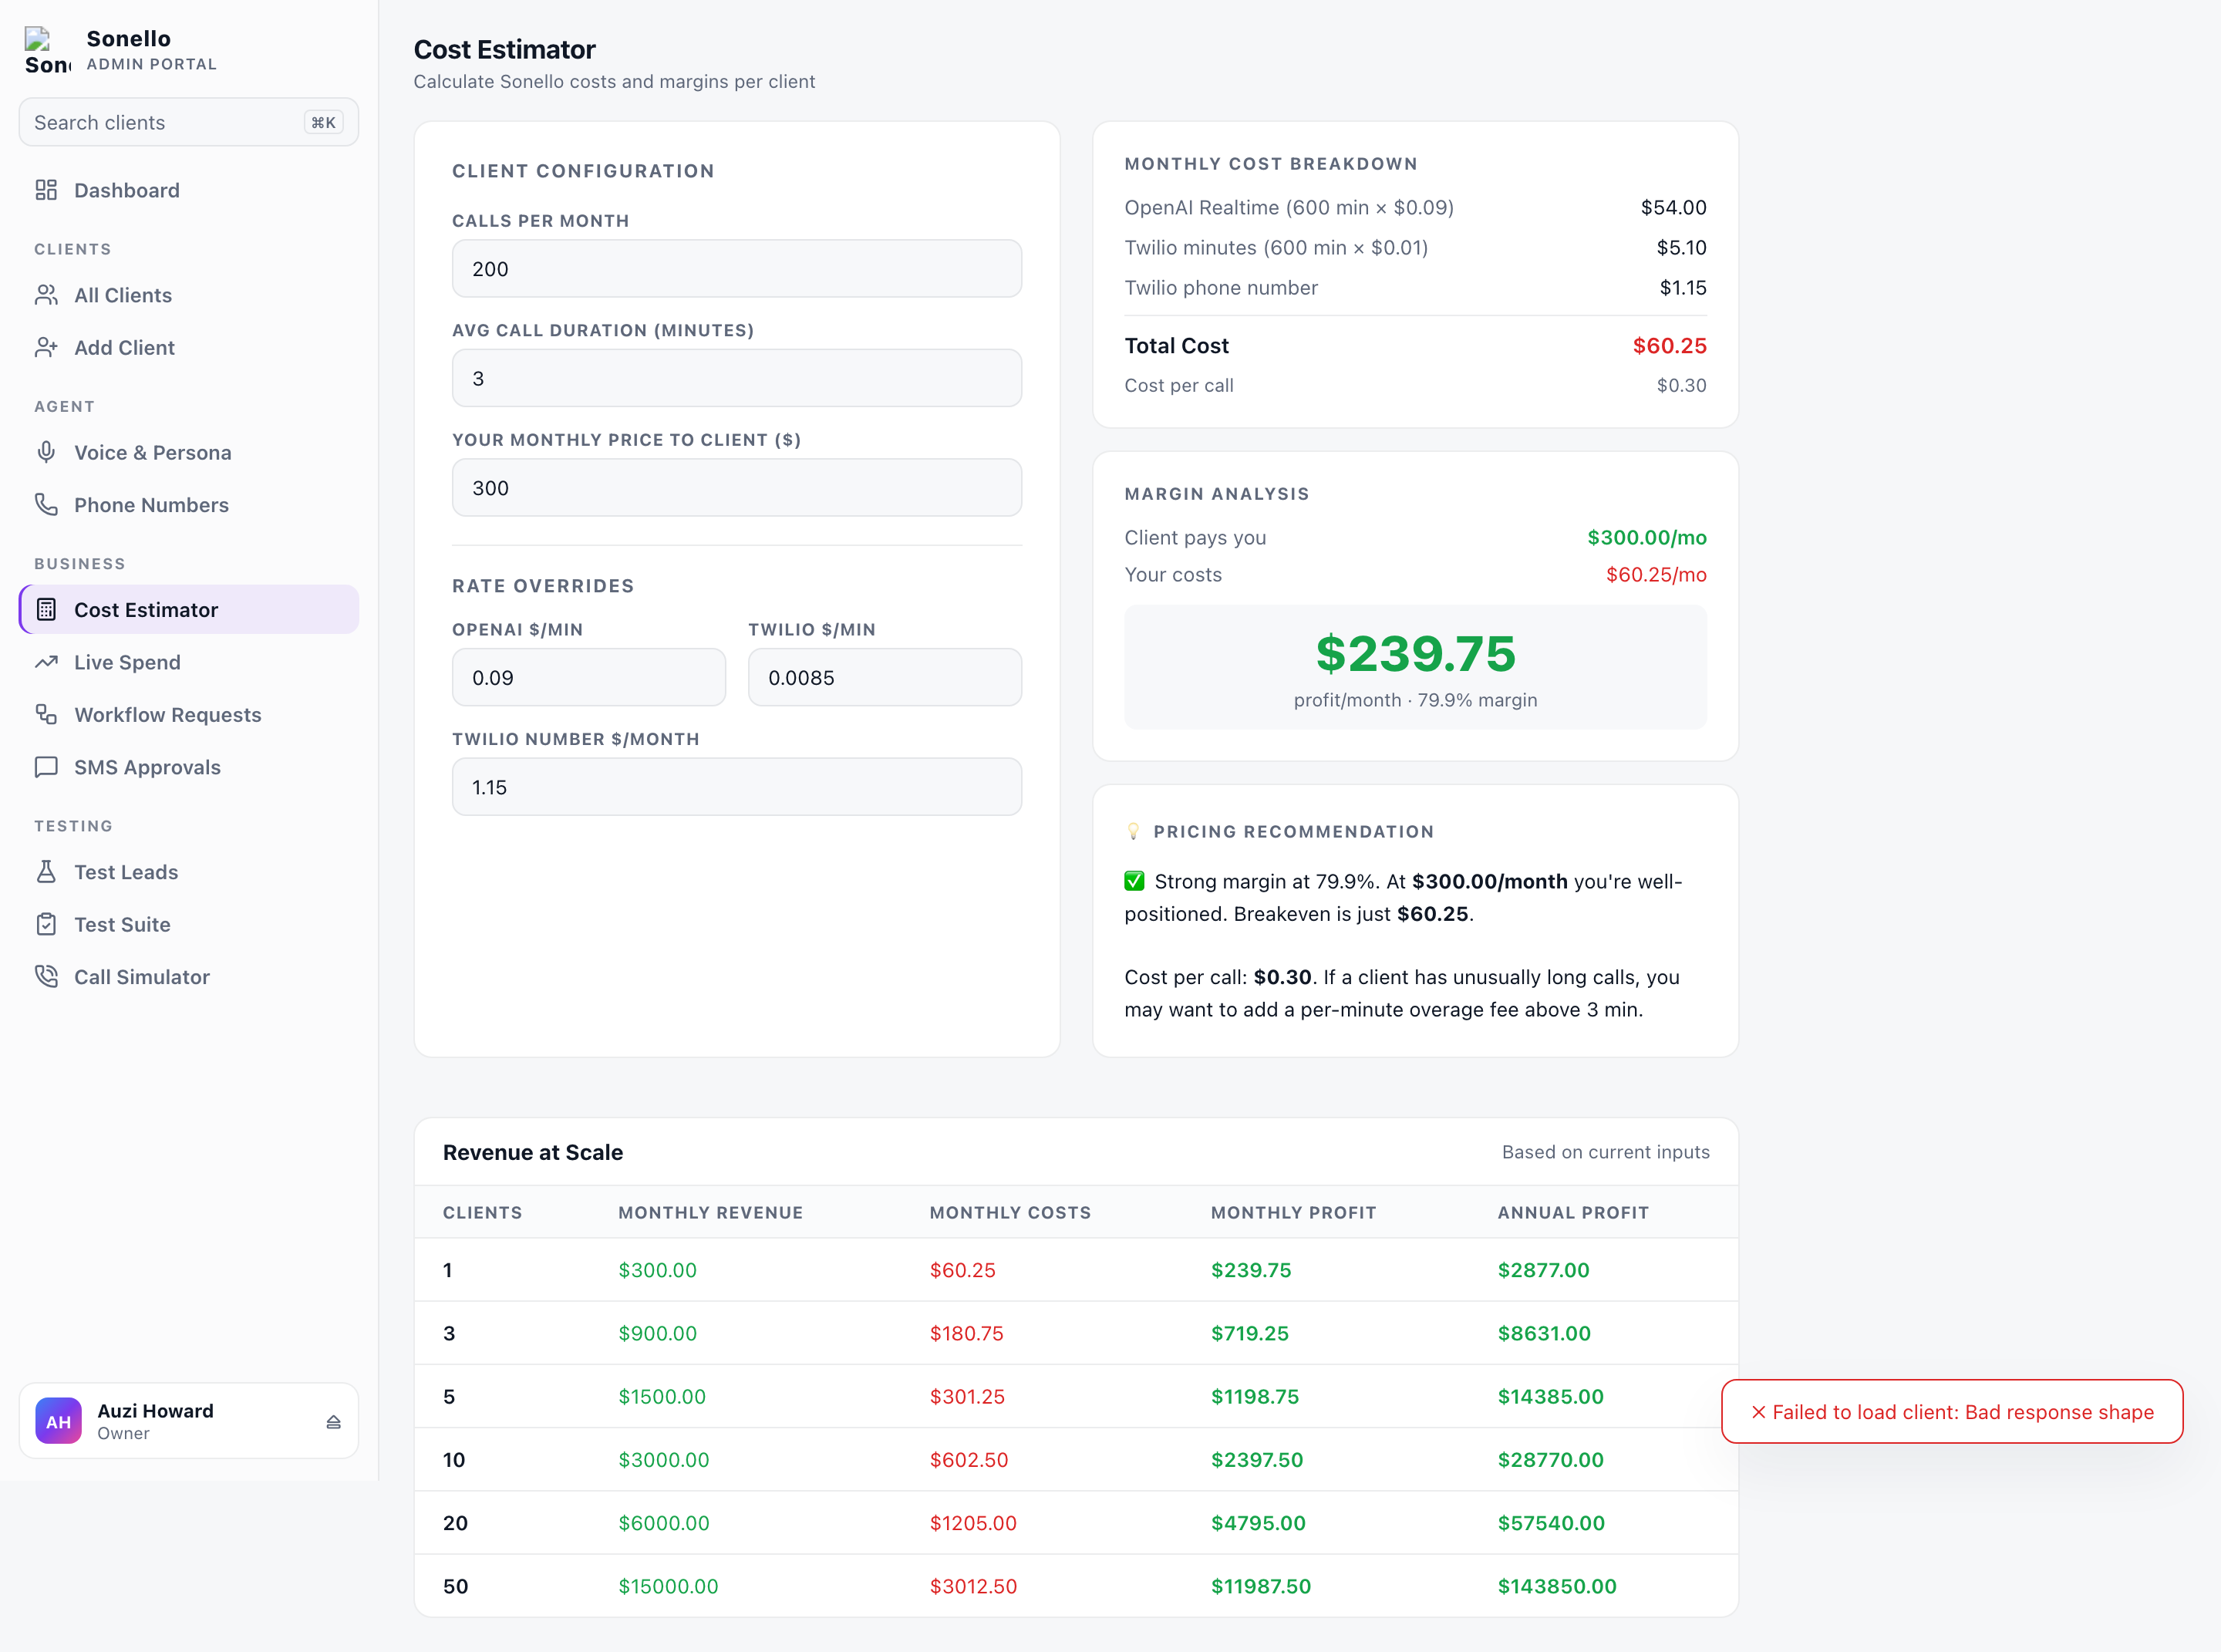 Son
Sonello
ADMIN PORTAL
Search clients
⌘K
Dashboard
CLIENTS
All Clients
Add Client
AGENT
Voice & Persona
Phone Numbers
BUSINESS
Cost Estimator
Live Spend
Workflow Requests
SMS Approvals
TESTING
Test Leads
Test Suite
Call Simulator
AH
Auzi Howard
Owner
Cost Estimator
Calculate Sonello costs and margins per client
CLIENT CONFIGURATION
CALLS PER MONTH
200
AVG CALL DURATION (MINUTES)
3
YOUR MONTHLY PRICE TO CLIENT ($)
300
RATE OVERRIDES
OPENAI $/MIN TWILIO $/MIN
0.09 0.0085
TWILIO NUMBER $/MONTH
1.15
MONTHLY COST BREAKDOWN
OpenAI Realtime (600 min × $0.09) $54.00
Twilio minutes (600 min × $0.01) $5.10
Twilio phone number $1.15
Total Cost $60.25
Cost per call $0.30
MARGIN ANALYSIS
Client pays you $300.00/mo
Your costs $60.25/mo
$239.75
profit/month · 79.9% margin
💡 PRICING RECOMMENDATION
✅ Strong margin at 79.9%. At $300.00/month you're well-
positioned. Breakeven is just $60.25.
Cost per call: $0.30. If a client has unusually long calls, you
may want to add a per-minute overage fee above 3 min.
Revenue at Scale Based on current inputs
CLIENTS MONTHLY REVENUE MONTHLY COSTS MONTHLY PROFIT ANNUAL PROFIT
1 $300.00 $60.25 $239.75 $2877.00
3 $900.00 $180.75 $719.25 $8631.00
5 $1500.00 $301.25 $1198.75 $14385.00
10 $3000.00 $602.50 $2397.50 $28770.00
20 $6000.00 $1205.00 $4795.00 $57540.00
50 $15000.00 $3012.50 $11987.50 $143850.00
✕ Failed to load client: Bad response shape